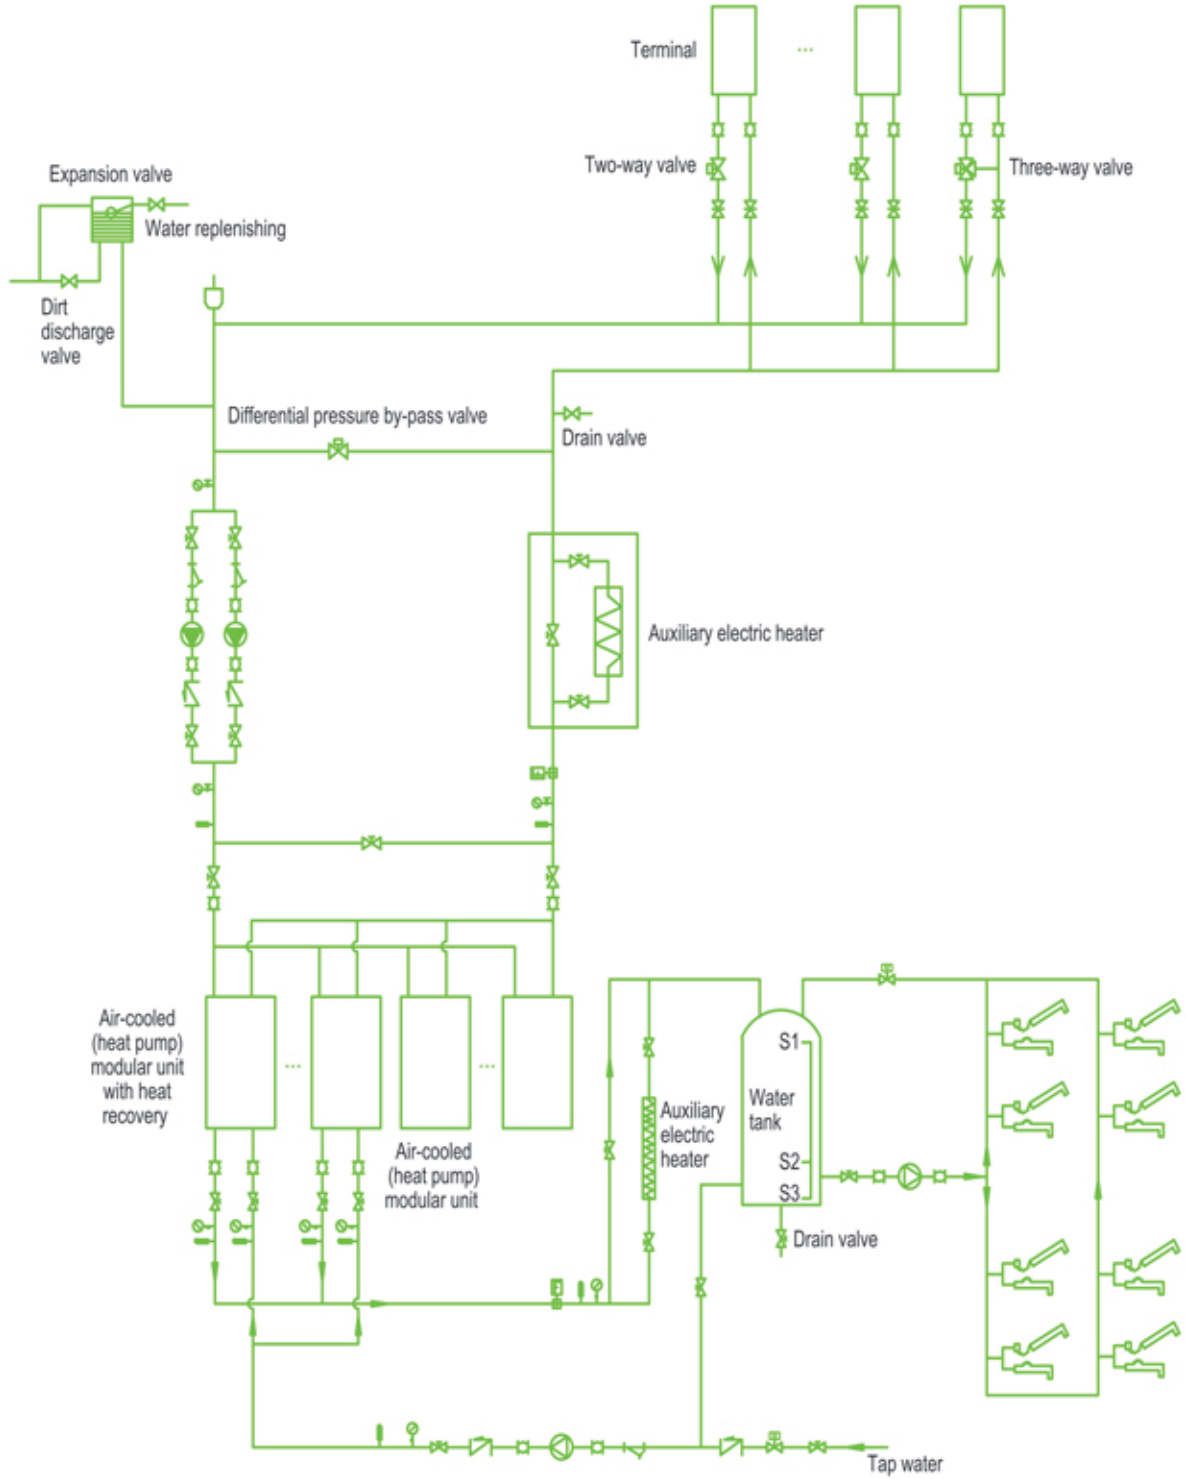 Terminal
...
Two-way valve
Three-way valve
Expansion valve
Water replenishing
Dirt
discharge
valve
Differential pressure by-pass valve
Drain valve
Auxiliary electric heater
Air-cooled
(heat pump)
modular unit
with heat
recovery
...
...
Air-cooled
(heat pump)
modular unit
Auxiliary
electric
heater
S1
Water
tank
S2
S3
Drain valve
Tap water